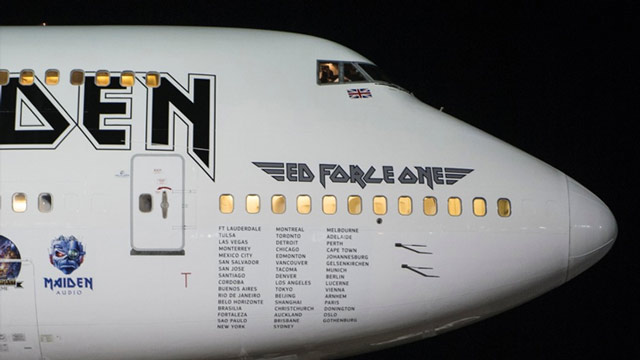 DEN
ED FORCE ONE
FT LAUDERDALE
TULSA
LAS VEGAS
MONTERREY
MEXICO CITY
SAN SALVADOR
SAN JOSE
SANTIAGO
CORDOBA
BUENOS AIRES
RIO DE JANEIRO
BELO HORIZONTE
BRASILIA
FORTALEZA
SAO PAULO
NEW YORK
MONTREAL
TORONTO
DETROIT
CHICAGO
EDMONTON
VANCOUVER
TACOMA
DENVER
LOS ANGELES
TOKYO
BEIJING
SHANGHAI
CHRISTCHURCH
AUCKLAND
BRISBANE
SYDNEY
MELBOURNE
ADELAIDE
PERTH
CAPE TOWN
JOHANNESBURG
GELSENKIRCHEN
MUNICH
BERLIN
LUCERNE
VIENNA
ARNHEM
PARIS
DONINGTON
OSLO
GOTHENBURG
MAIDEN
AUDIO